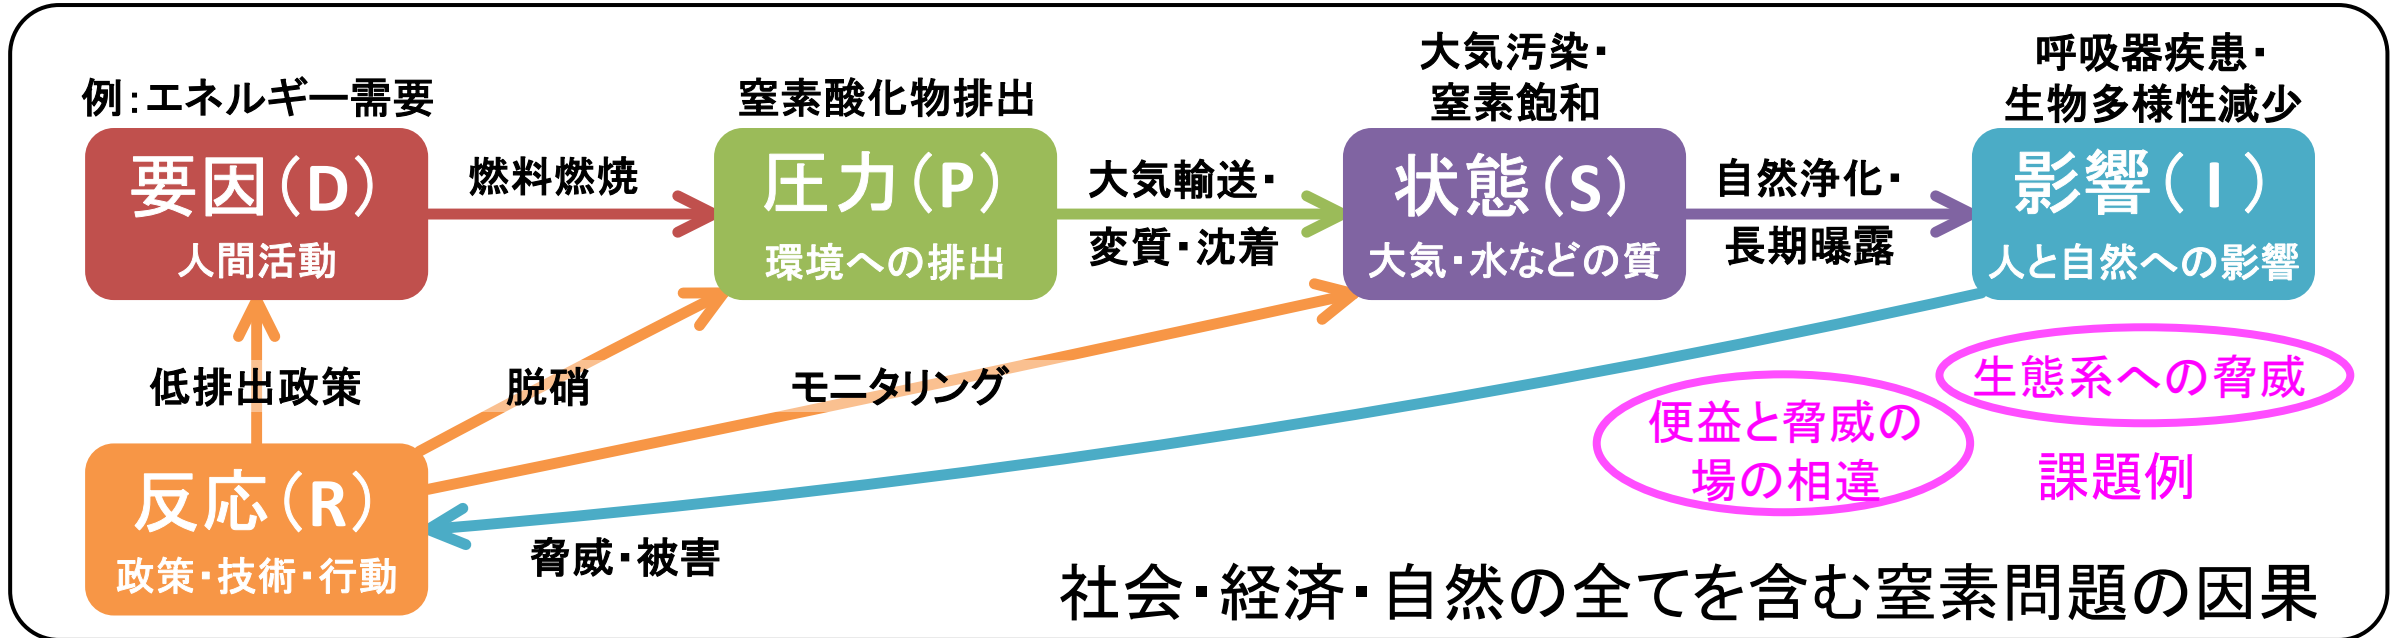 例：エネルギー需要
要因（D）
人間活動
燃料燃焼
窒素酸化物排出
圧力（P）
環境への排出
大気輸送・
変質・沈着
大気汚染・
窒素飽和
状態（S）
大気・水などの質
自然浄化・
長期曝露
呼吸器疾患・
生物多様性減少
影響（I）
人と自然への影響
低排出政策
脱硝
モニタリング
反応（R）
政策・技術・行動
脅威・被害
便益と脅威の
場の相違
生態系への脅威
課題例
社会・経済・自然の全てを含む窒素問題の因果